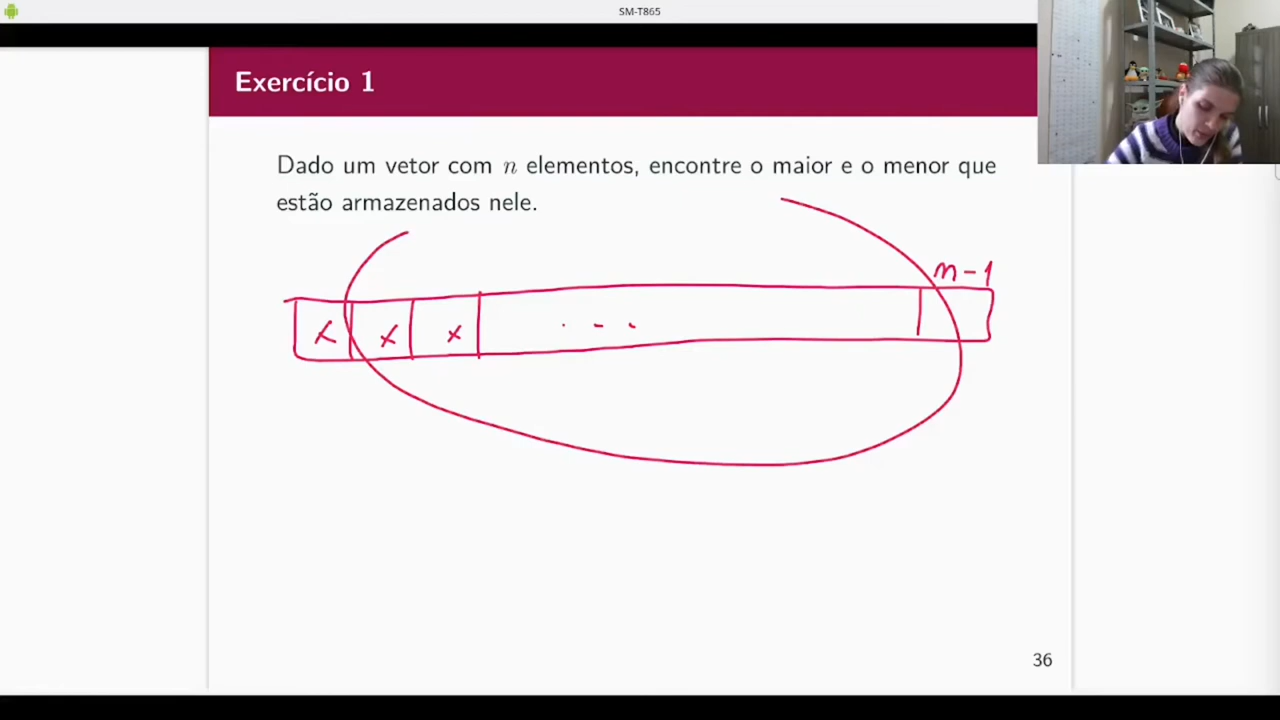 SM-T865
Exercício 1
Dado um vetor com n elementos, encontre o maior e o menor que
estão armazenados nele.
n-1
x x x ...
36